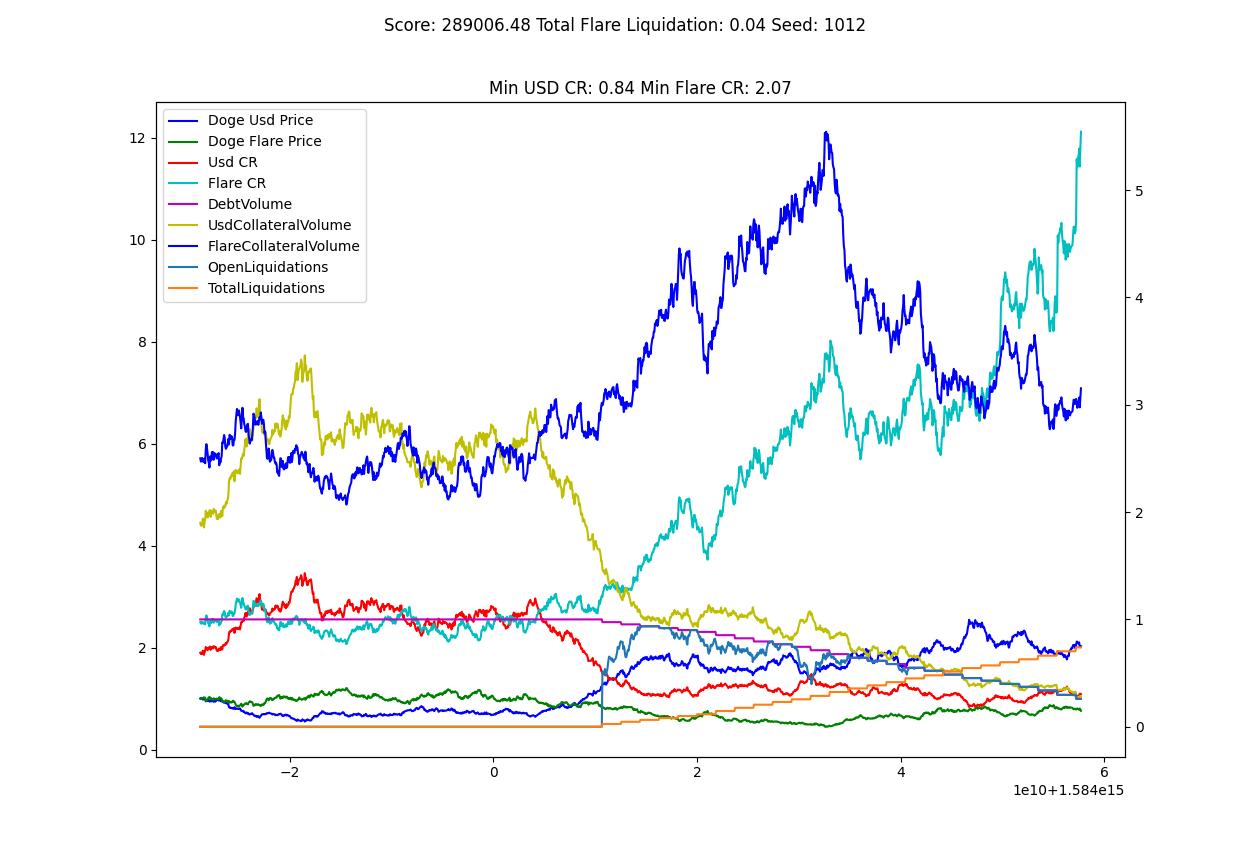 Score: 289006.48 Total Flare Liquidation: 0.04 Seed: 1012
Min USD CR: 0.84 Min Flare CR: 2.07
Doge Usd Price
Doge Flare Price
Usd CR
Flare CR
DebtVolume
UsdCollateralVolume
FlareCollateralVolume
OpenLiquidations
TotalLiquidations
12
10
8
6
4
2
0
5
4
3
2
1
0
−2
0
2
4
6
1e10+1.584e15